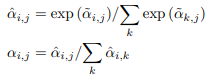 α̂_{i,j} = exp (α̃_{i,j}) / ∑_k exp (α̃_{k,j})
α_{i,j} = α̂_{i,j} / ∑_k α̂_{i,k}